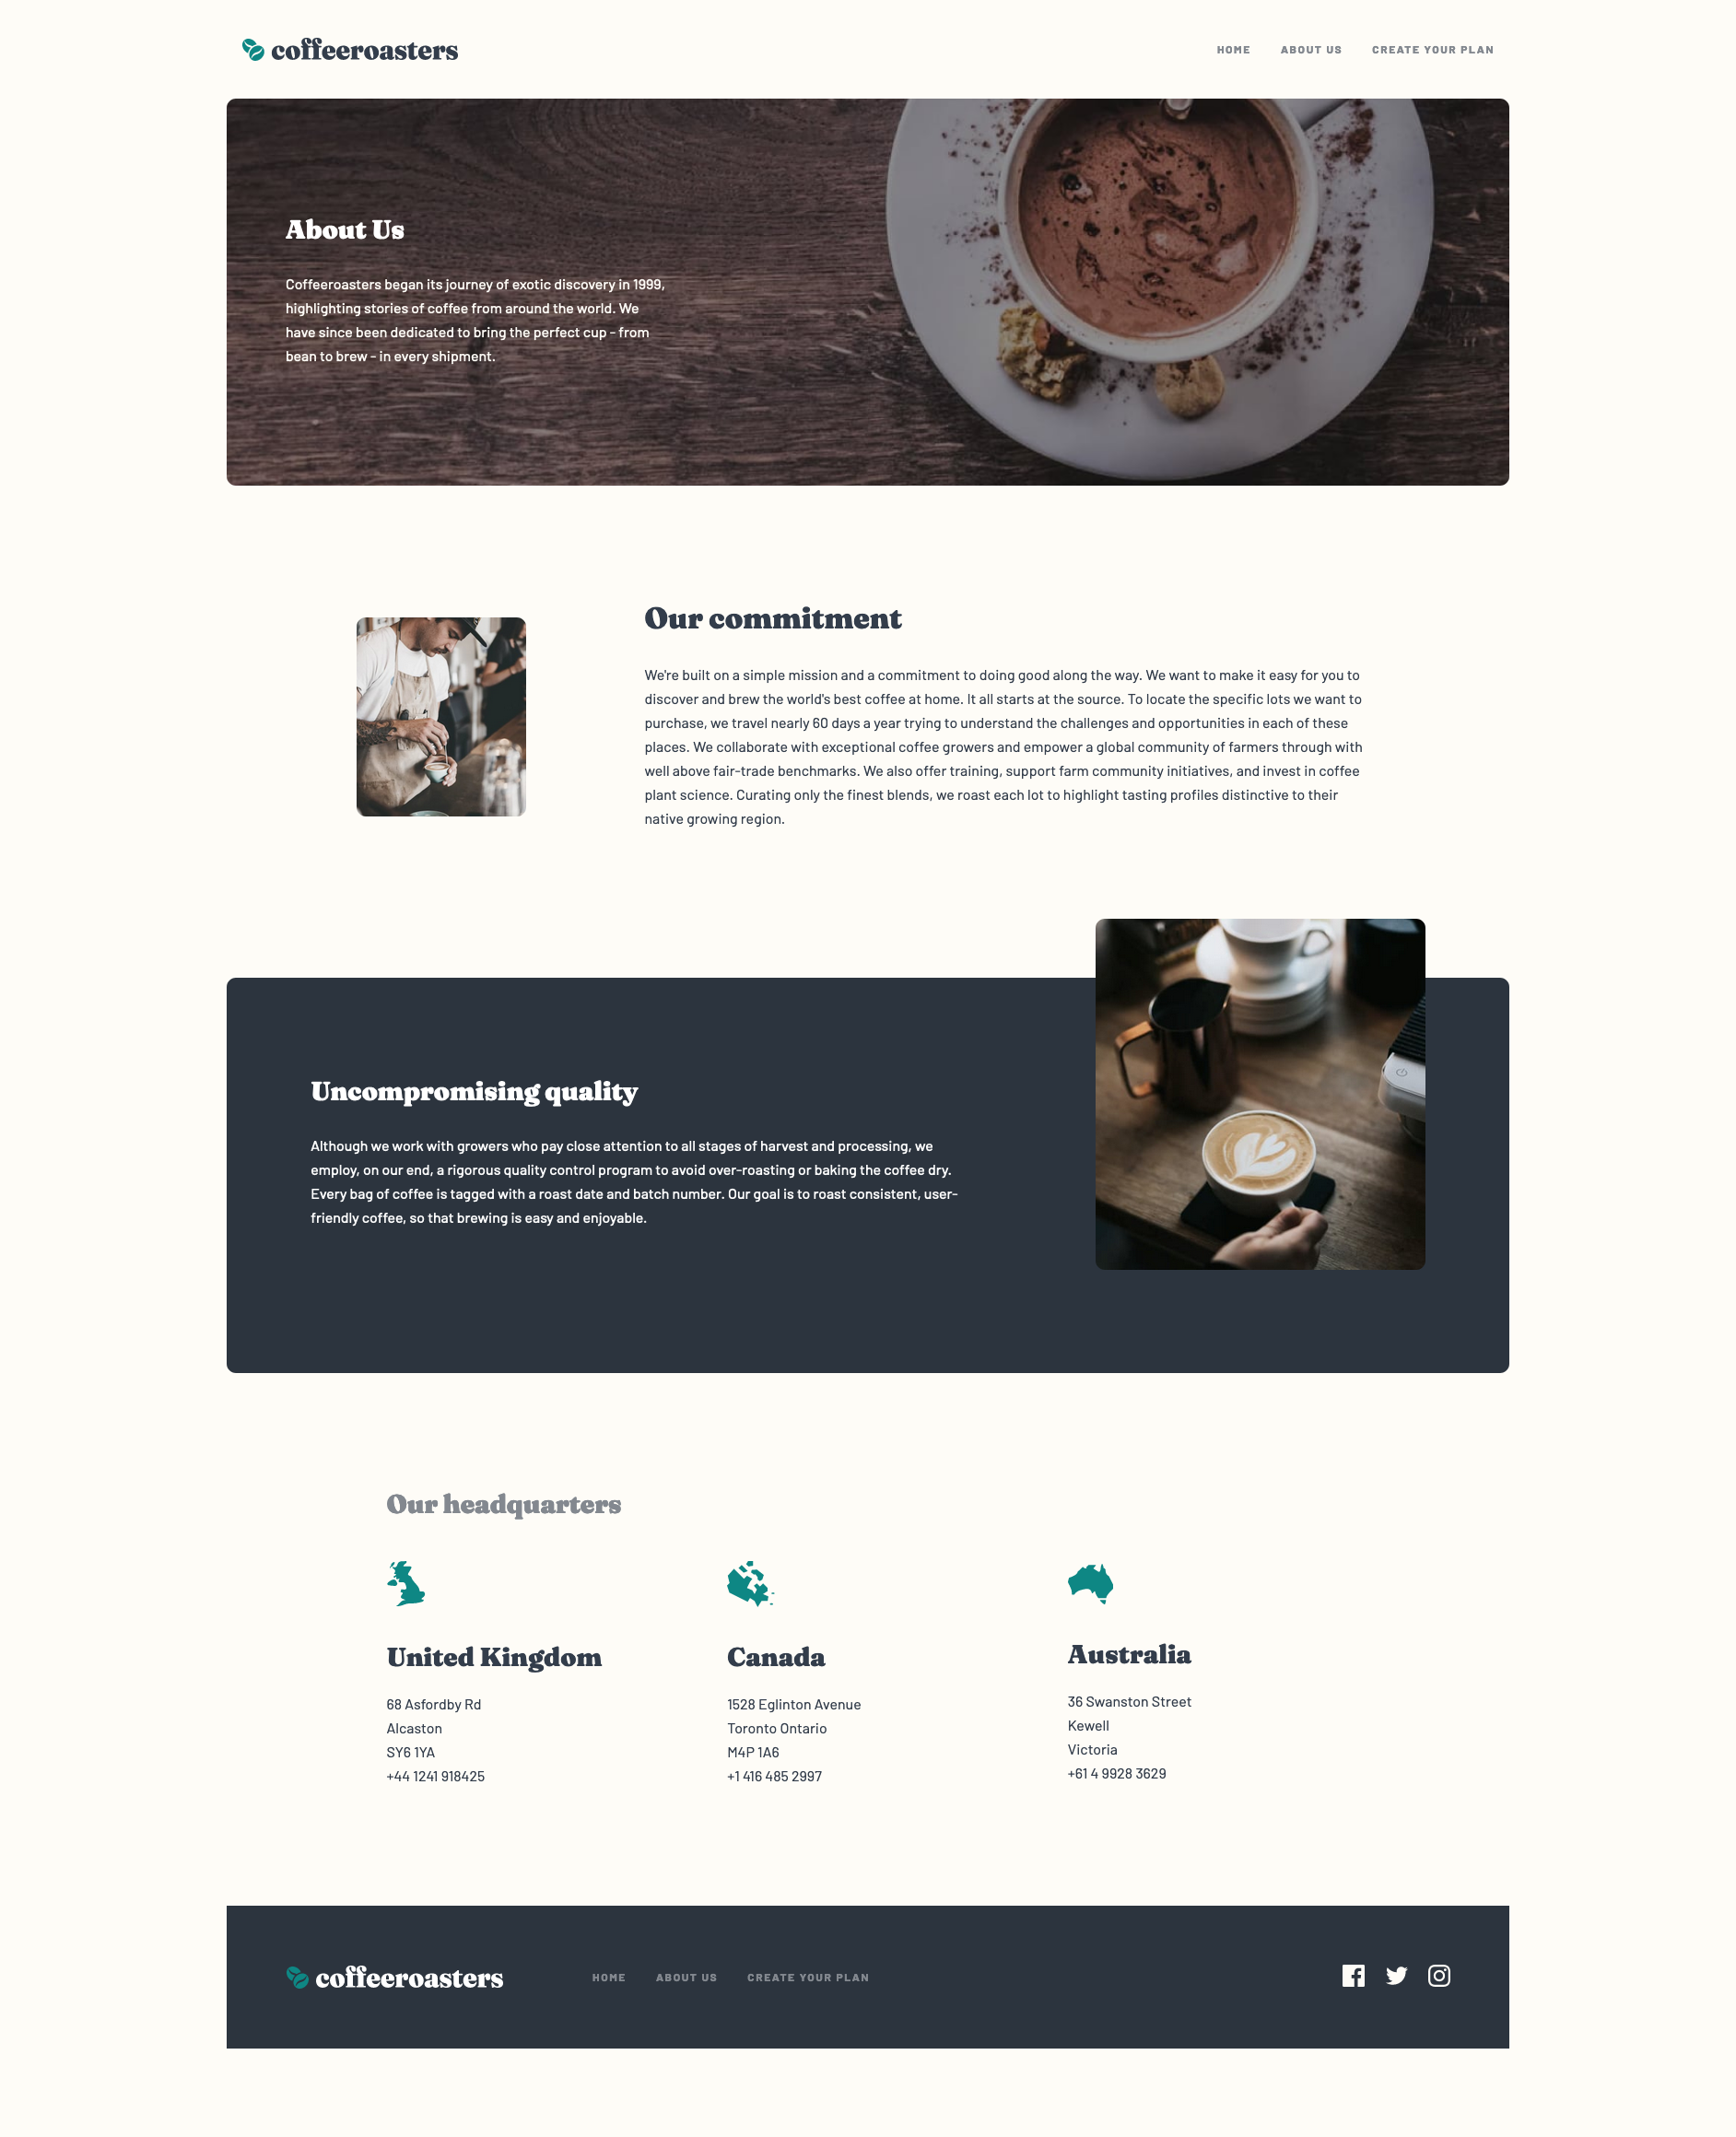 coffeeroasters
HOME ABOUT US CREATE YOUR PLAN
About Us
Coffeeroasters began its journey of exotic discovery in 1999,
highlighting stories of coffee from around the world. We
have since been dedicated to bring the perfect cup - from
bean to brew - in every shipment.
Our commitment
We're built on a simple mission and a commitment to doing good along the way. We want to make it easy for you to
discover and brew the world's best coffee at home. It all starts at the source. To locate the specific lots we want to
purchase, we travel nearly 60 days a year trying to understand the challenges and opportunities in each of these
places. We collaborate with exceptional coffee growers and empower a global community of farmers through with
well above fair-trade benchmarks. We also offer training, support farm community initiatives, and invest in coffee
plant science. Curating only the finest blends, we roast each lot to highlight tasting profiles distinctive to their
native growing region.
Uncompromising quality
Although we work with growers who pay close attention to all stages of harvest and processing, we
employ, on our end, a rigorous quality control program to avoid over-roasting or baking the coffee dry.
Every bag of coffee is tagged with a roast date and batch number. Our goal is to roast consistent, user-
friendly coffee, so that brewing is easy and enjoyable.
Our headquarters
United Kingdom
68 Asfordby Rd
Alcaston
SY6 1YA
+44 1241 918425
Canada
1528 Eglinton Avenue
Toronto Ontario
M4P 1A6
+1 416 485 2997
Australia
36 Swanston Street
Kewell
Victoria
+61 4 9928 3629
coffeeroasters
HOME ABOUT US CREATE YOUR PLAN